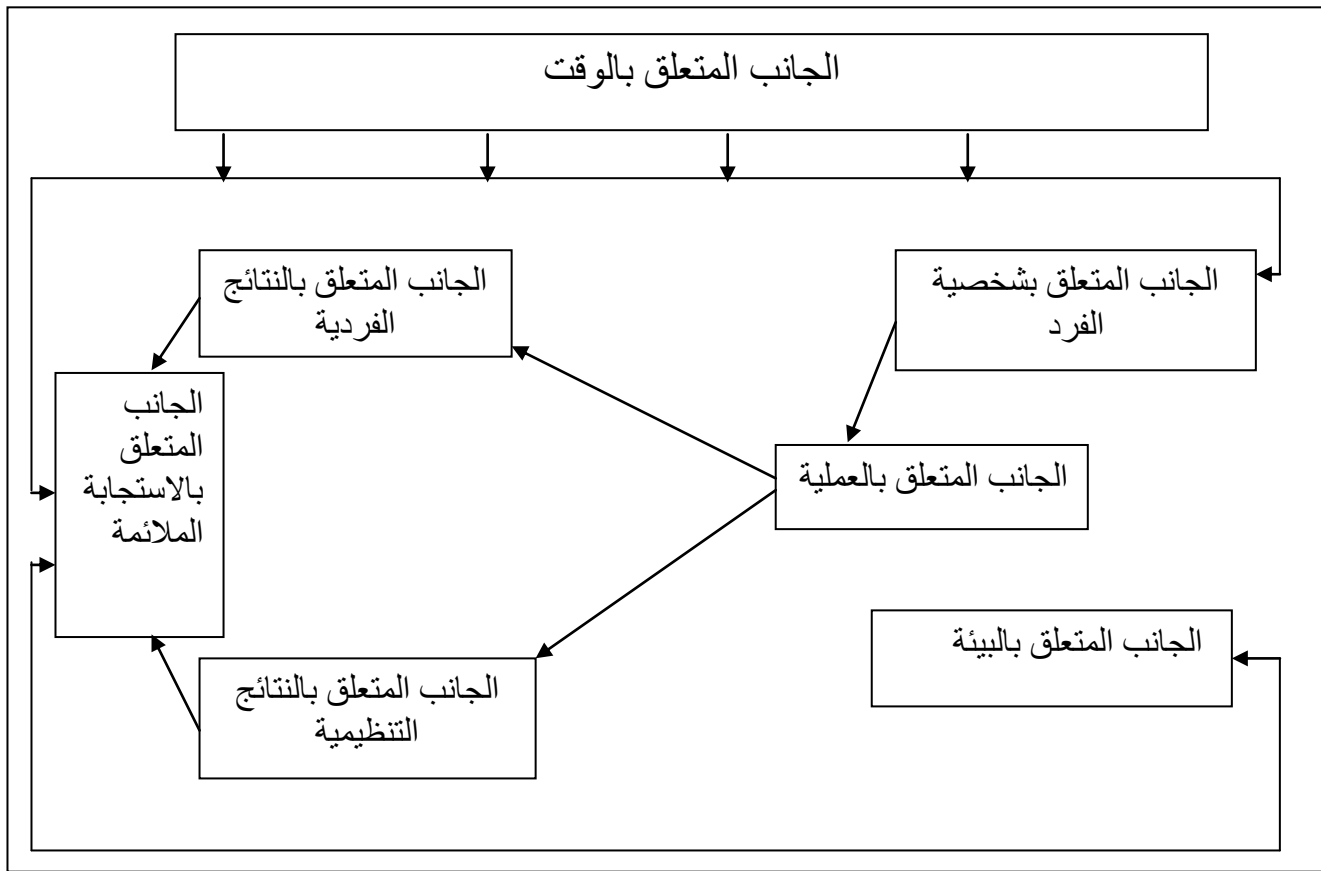 الجانب المتعلق بالوقت
الجانب المتعلق بشخصية
الفرد
الجانب المتعلق بالنتائج
الفردية
الجانب
المتعلق
بالاستجابة
الملائمة
الجانب المتعلق بالعملية
الجانب المتعلق بالبيئة
الجانب المتعلق بالنتائج
التنظيمية